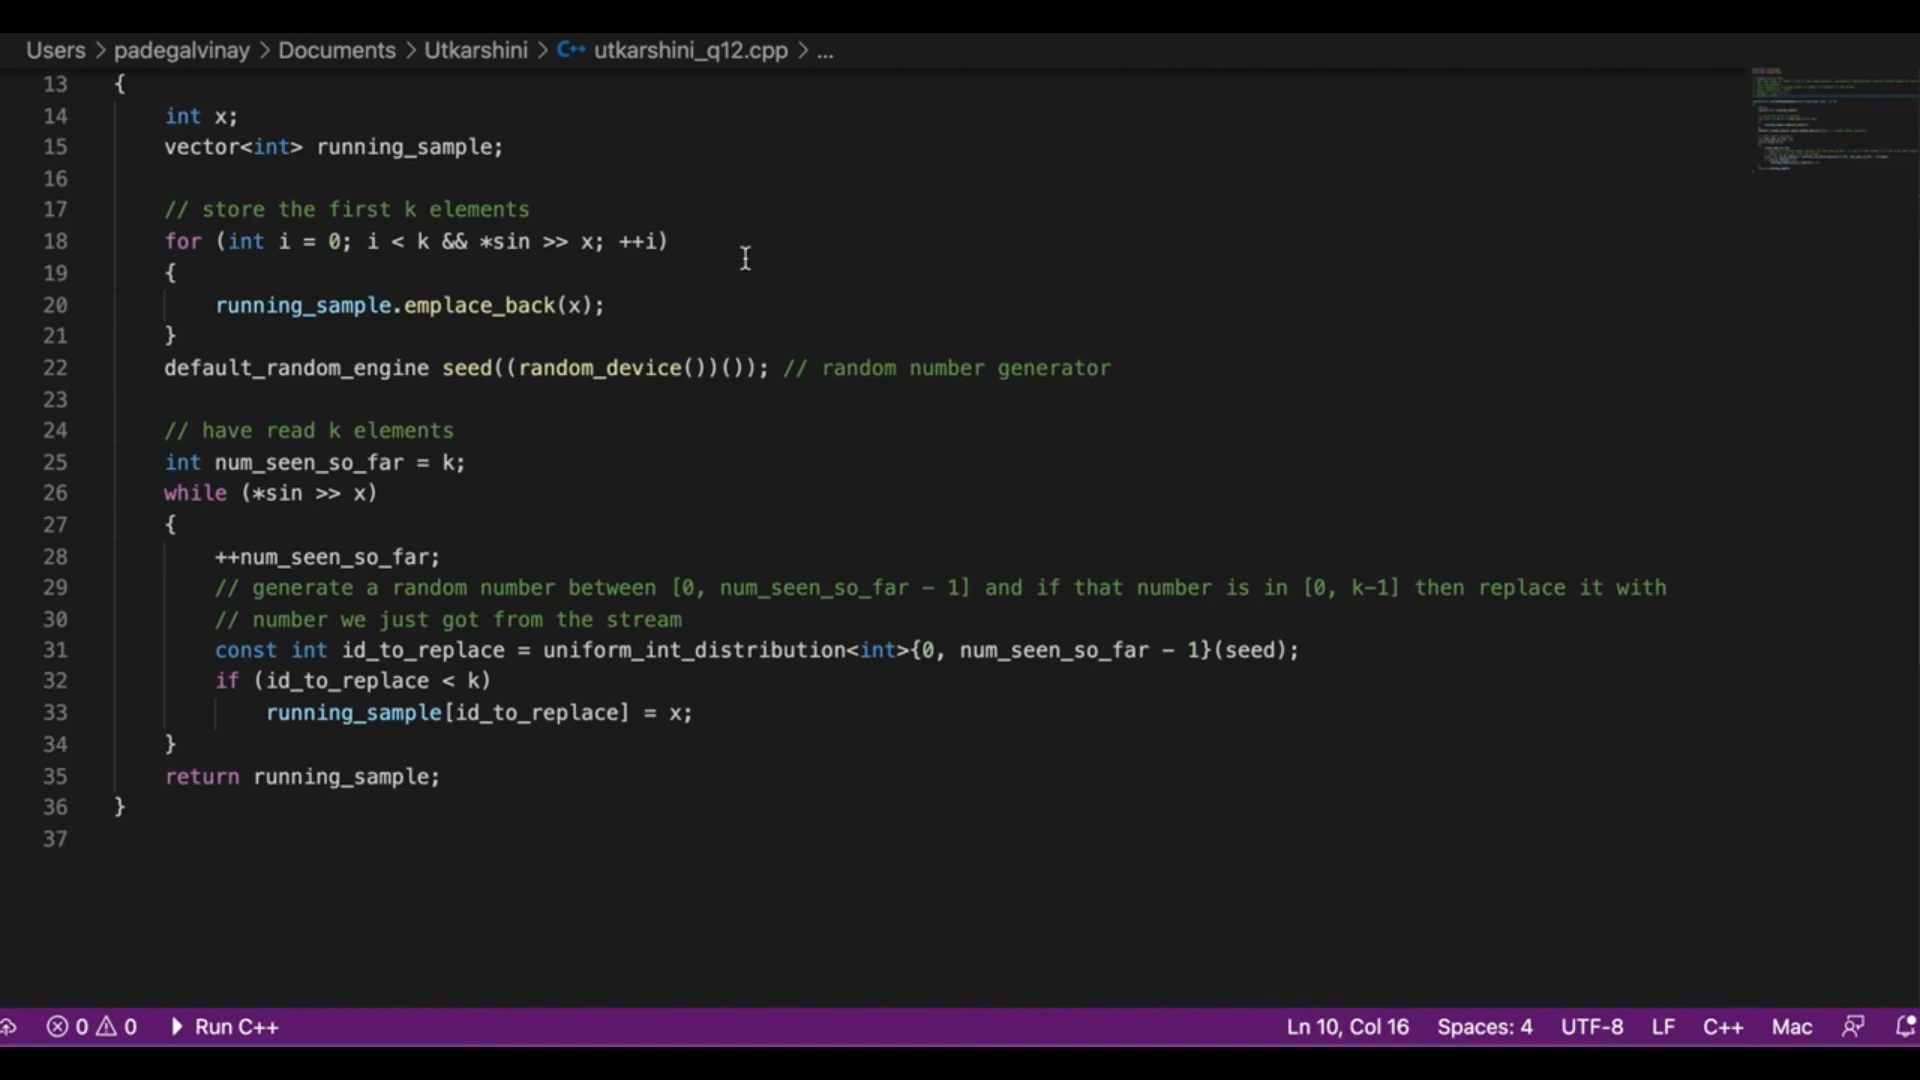 Users > padegalvinay > Documents > Utkarshini > C++ utkarshini_q12.cpp > ...
13 {
14 int x;
15 vector<int> running_sample;
16
17 // store the first k elements
18 for (int i = 0; i < k && *sin >> x; ++i)
19 {
20 running_sample.emplace_back(x);
21 }
22 default_random_engine seed((random_device())()); // random number generator
23
24 // have read k elements
25 int num_seen_so_far = k;
26 while (*sin >> x)
27 {
28 ++num_seen_so_far;
29 // generate a random number between [0, num_seen_so_far - 1] and if that number is in [0, k-1] then replace it with
30 // number we just got from the stream
31 const int id_to_replace = uniform_int_distribution<int>{0, num_seen_so_far - 1}(seed);
32 if (id_to_replace < k)
33 running_sample[id_to_replace] = x;
34 }
35 return running_sample;
36 }
37
0 0 Run C++ Ln 10, Col 16 Spaces: 4 UTF-8 LF C++ Mac